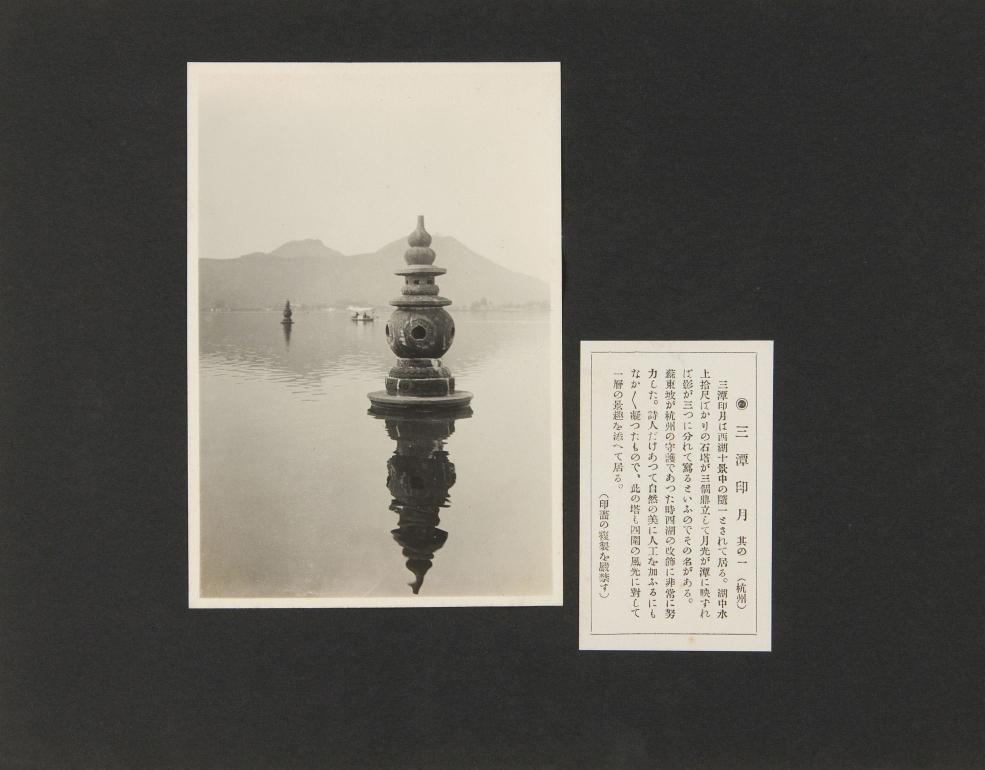 三潭印月 其の一 (杭州)
三潭印月は西湖十景中の隨一とされて居る。湖中水
上拾尺ばかりの石塔が三個鼎立して月光が潭に映すれ
ば影が三つに分れて寫るといふのでその名がある。
蘇東坡が杭州の守護であつた時西湖の改飾に非常に努
力した。詩人だけあつて自然の美に人工を加ふるにも
なか〱凝つたもので、此の塔も四圍の風光に對して
一層の景趣を添へて居る。
(印畫の複製を嚴禁す)